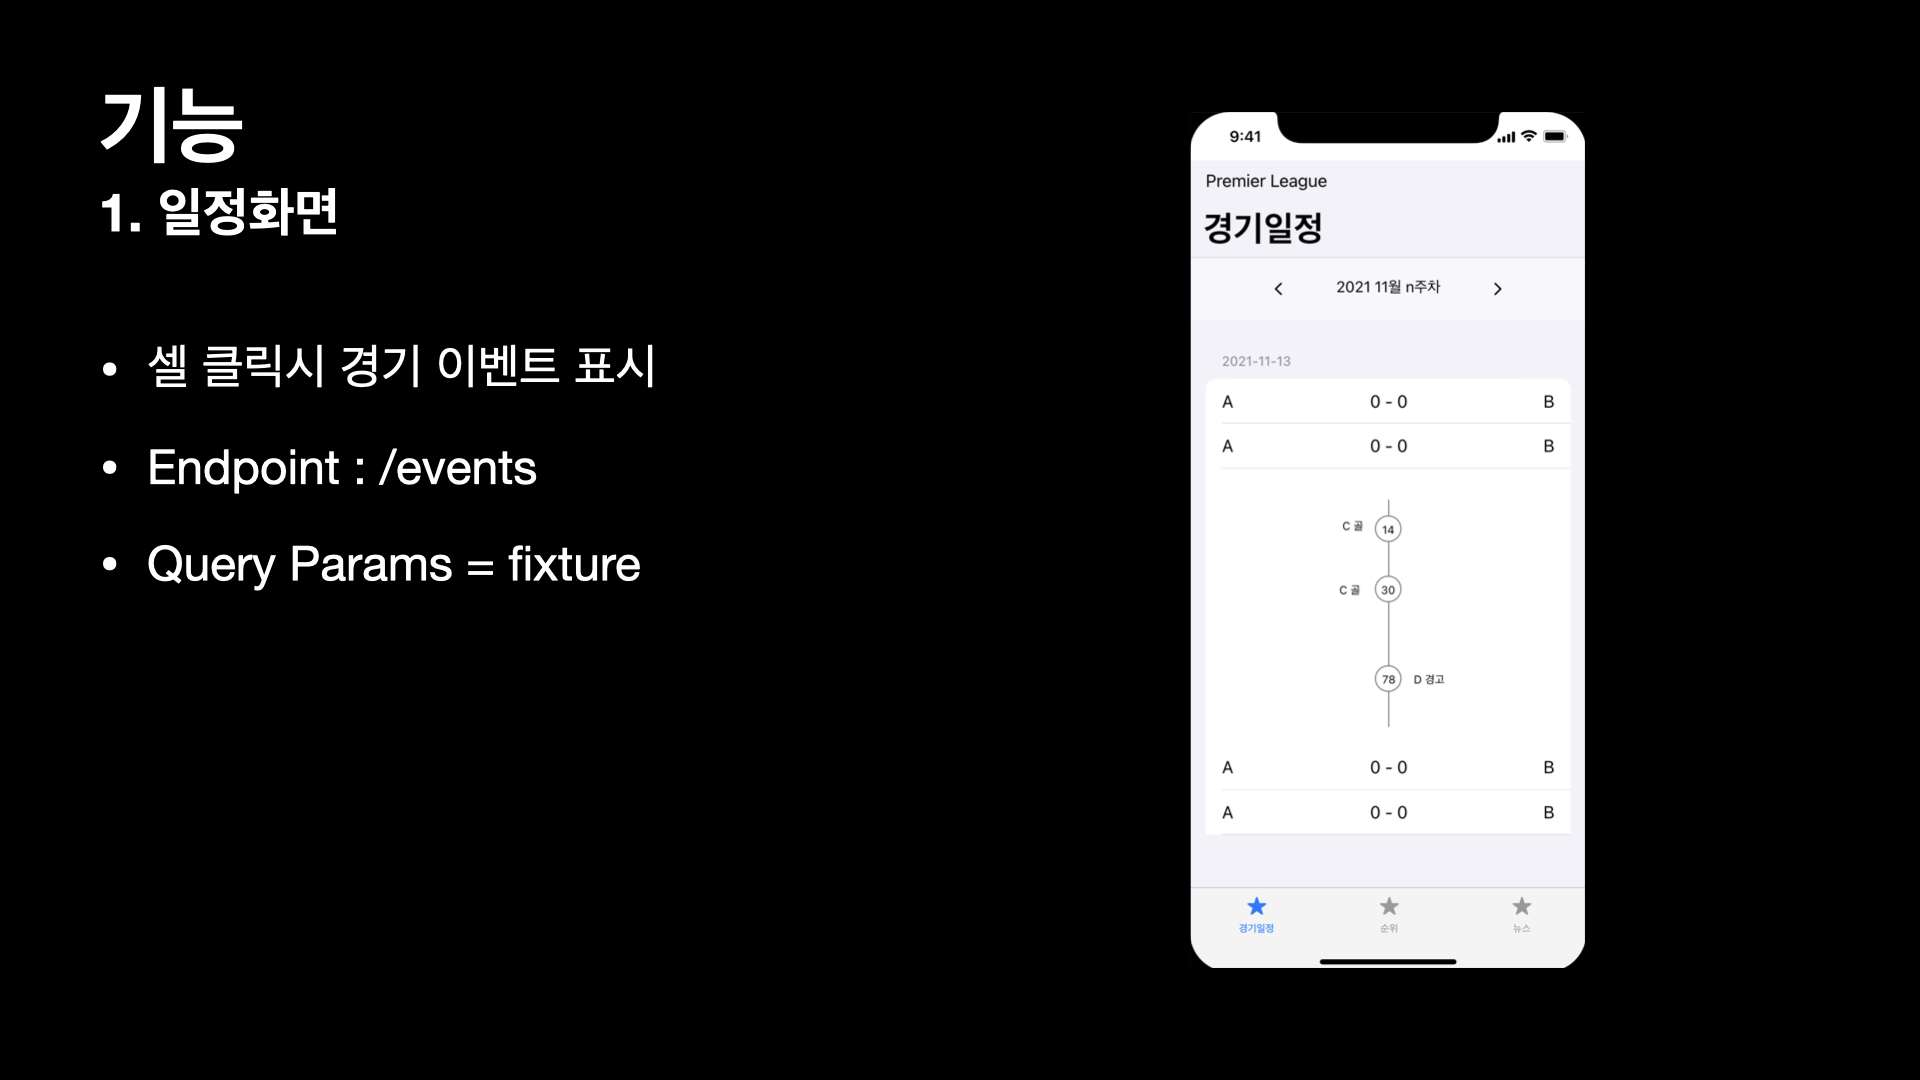 기능
1. 일정화면
• 셀 클릭시 경기 이벤트 표시
• Endpoint : /events
• Query Params = fixture
9:41
Premier League
경기일정
2021 11월 n주차
2021-11-13
A 0 - 0 B
A 0 - 0 B
C 골 14
C 골 30
78 D 경고
A 0 - 0 B
A 0 - 0 B
경기일정 순위 뉴스